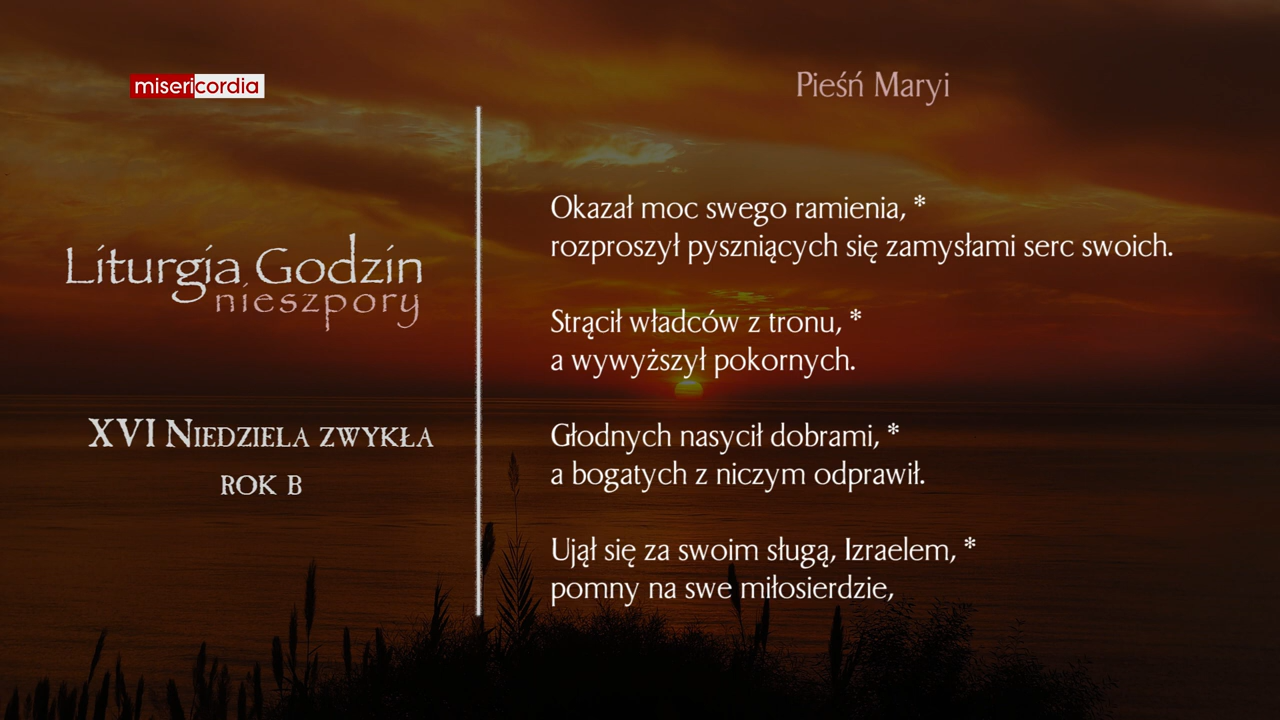 misericordia
Liturgia Godzin
nieszpory
XVI Niedziela zwykła
rok B
Pieśń Maryi
Okazał moc swego ramienia, *
rozproszył pyszniących się zamysłami serc swoich.
Strącił władców z tronu, *
a wywyższył pokornych.
Głodnych nasycił dobrami, *
a bogatych z niczym odprawił.
Ujął się za swoim sługą, Izraelem, *
pomny na swe miłosierdzie,